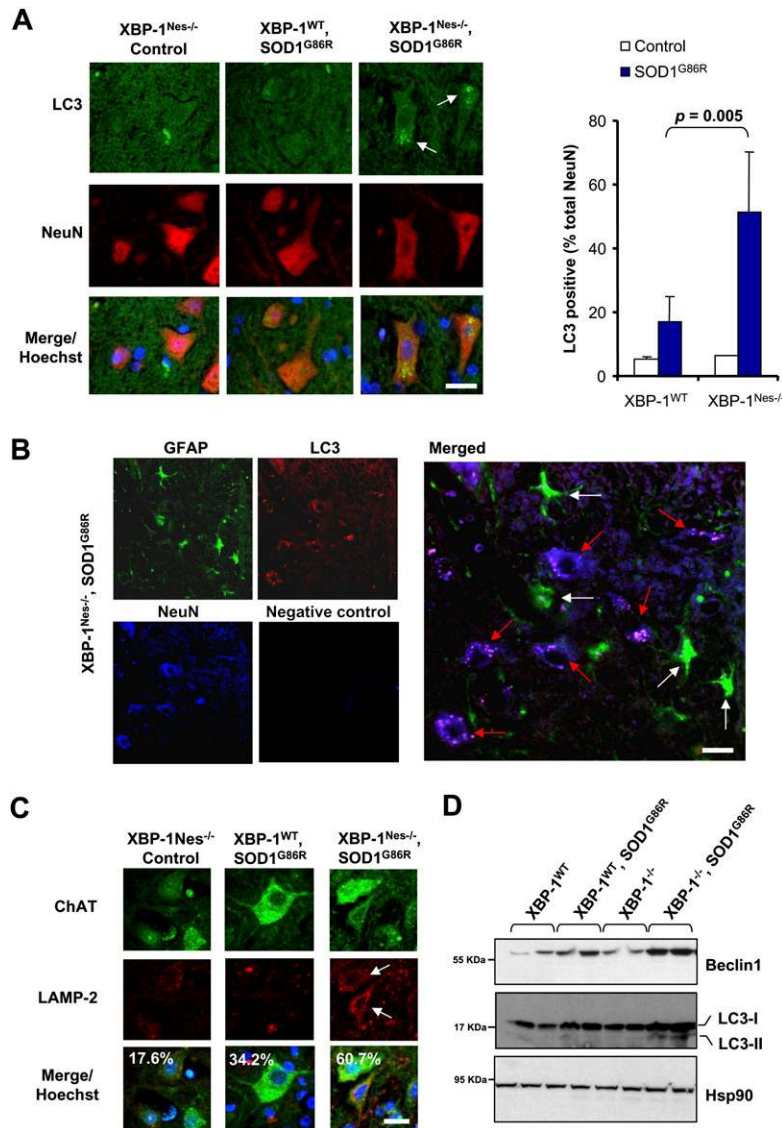 A
XBP-1Nes-/-
Control
XBP-1WT,
SOD1G86R
XBP-1Nes-/-,
SOD1G86R
LC3
NeuN
Merge/
Hoechst
Control
SOD1G86R
p = 0.005
LC3 positive (% total NeuN)
80
60
40
20
0
XBP-1WT
XBP-1Nes-/-
B
XBP-1Nes-/-, SOD1G86R
GFAP
LC3
NeuN
Negative control
Merged
C
XBP-1Nes-/-
Control
XBP-1WT,
SOD1G86R
XBP-1Nes-/-,
SOD1G86R
ChAT
LAMP-2
Merge/
Hoechst
17.6%
34.2%
60.7%
D
XBP-1WT
XBP-1WT, SOD1G86R
XBP-1-/-
XBP-1-/-, SOD1G86R
55 KDa
Beclin1
17 KDa
LC3-I
LC3-II
95 KDa
Hsp90